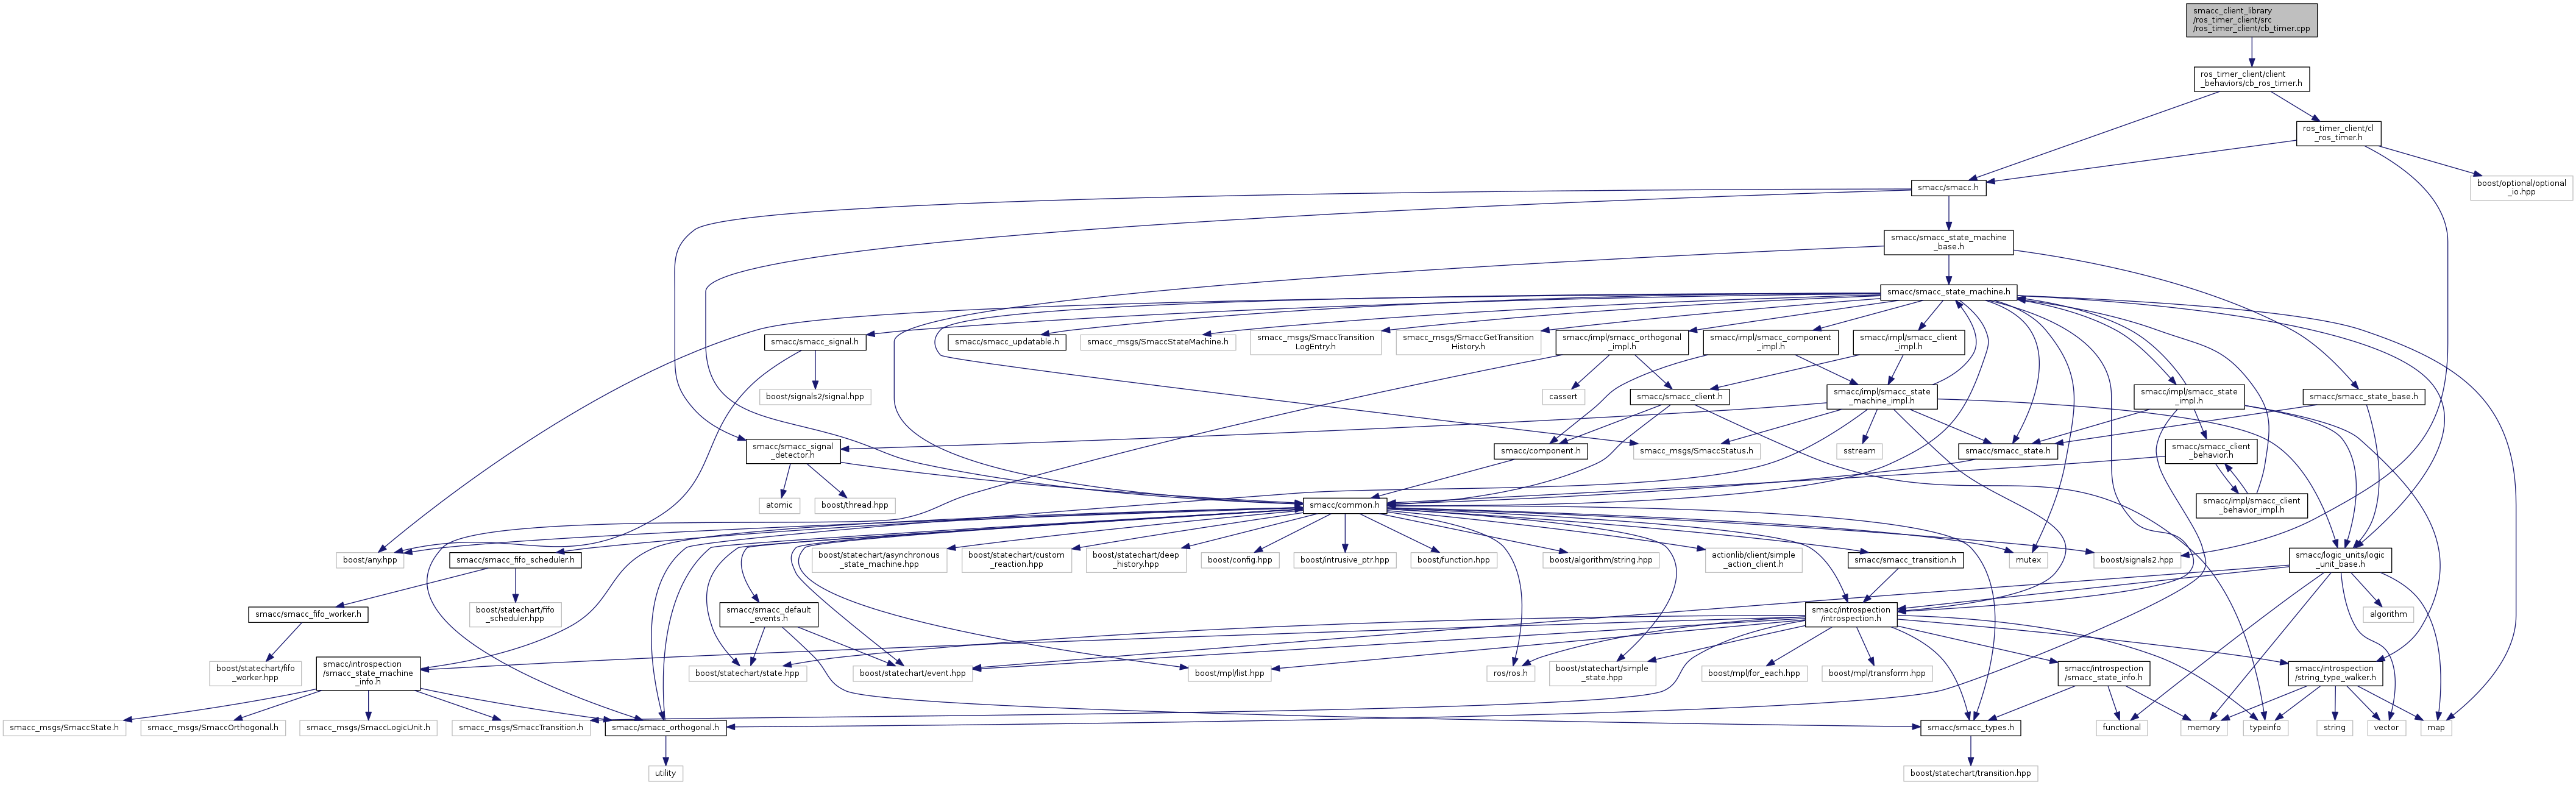 smacc_client_library
/ros_timer_client/src
/ros_timer_client/cb_timer.cpp
ros_timer_client/client
_behaviors/cb_ros_timer.h
ros_timer_client/cl
_ros_timer.h
smacc/smacc.h
boost/optional/optional
_io.hpp
smacc/smacc_state_machine
_base.h
smacc/smacc_state_machine.h
smacc/smacc_signal.h
smacc/smacc_updatable.h
smacc_msgs/SmaccStateMachine.h
smacc_msgs/SmaccTransition
LogEntry.h
smacc_msgs/SmaccGetTransition
History.h
smacc/impl/smacc_orthogonal
_impl.h
smacc/impl/smacc_component
_impl.h
smacc/impl/smacc_client
_impl.h
boost/signals2/signal.hpp
cassert
smacc/smacc_client.h
smacc/impl/smacc_state
_machine_impl.h
smacc/impl/smacc_state
_impl.h
smacc/smacc_state_base.h
smacc/smacc_signal
_detector.h
smacc/component.h
smacc_msgs/SmaccStatus.h
sstream
smacc/smacc_state.h
smacc/smacc_client
_behavior.h
atomic
boost/thread.hpp
smacc/common.h
smacc/impl/smacc_client
_behavior_impl.h
boost/any.hpp
smacc/smacc_fifo_scheduler.h
boost/statechart/asynchronous
_state_machine.hpp
boost/statechart/custom
_reaction.hpp
boost/statechart/deep
_history.hpp
boost/config.hpp
boost/intrusive_ptr.hpp
boost/function.hpp
boost/algorithm/string.hpp
actionlib/client/simple
_action_client.h
smacc/smacc_transition.h
mutex
boost/signals2.hpp
smacc/logic_units/logic
_unit_base.h
smacc/smacc_fifo_worker.h
boost/statechart/fifo
_scheduler.hpp
smacc/smacc_default
_events.h
smacc/introspection
/introspection.h
algorithm
boost/statechart/fifo
_worker.hpp
smacc/introspection
/smacc_state_machine
_info.h
boost/statechart/state.hpp
boost/statechart/event.hpp
boost/mpl/list.hpp
ros/ros.h
boost/statechart/simple
_state.hpp
boost/mpl/for_each.hpp
boost/mpl/transform.hpp
smacc/introspection
/smacc_state_info.h
smacc/introspection
/string_type_walker.h
smacc_msgs/SmaccState.h
smacc_msgs/SmaccOrthogonal.h
smacc_msgs/SmaccLogicUnit.h
smacc_msgs/SmaccTransition.h
smacc/smacc_orthogonal.h
smacc/smacc_types.h
functional
memory
typeinfo
string
vector
map
utility
boost/statechart/transition.hpp